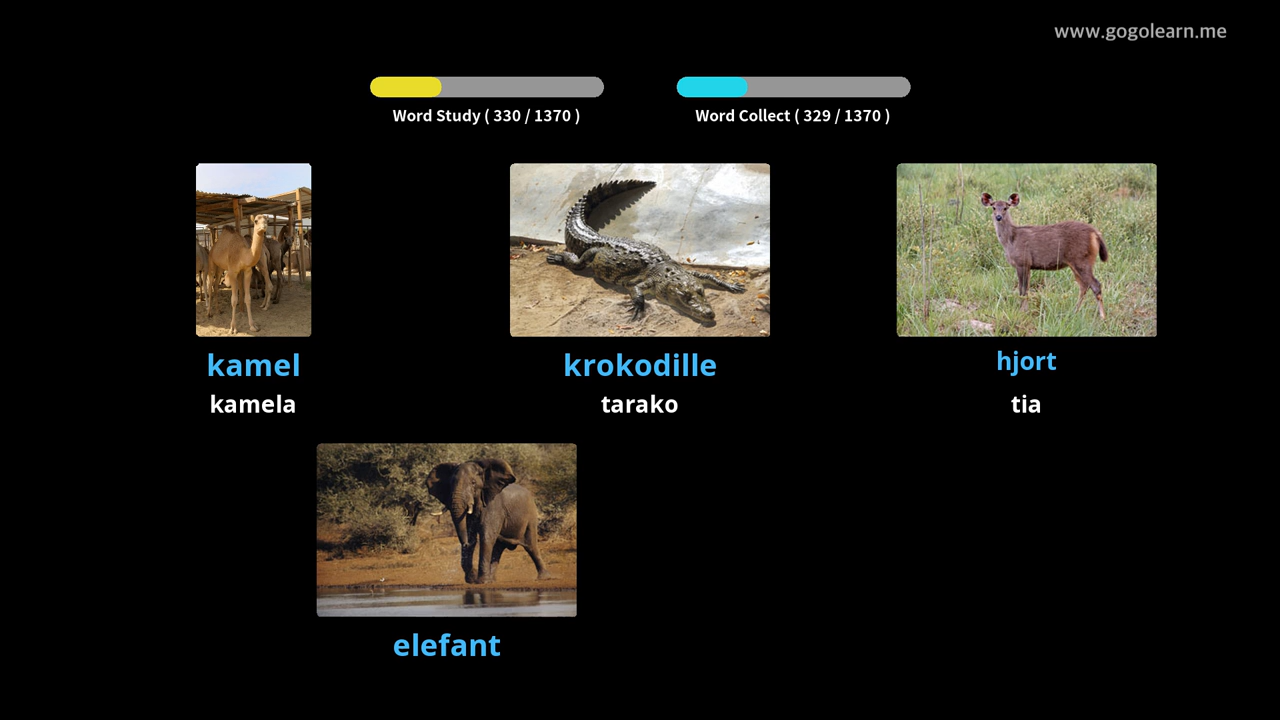 www.gogolearn.me
Word Study ( 330 / 1370 )
Word Collect ( 329 / 1370 )
kamel
krokodille
hjort
kamela
tarako
tia
elefant